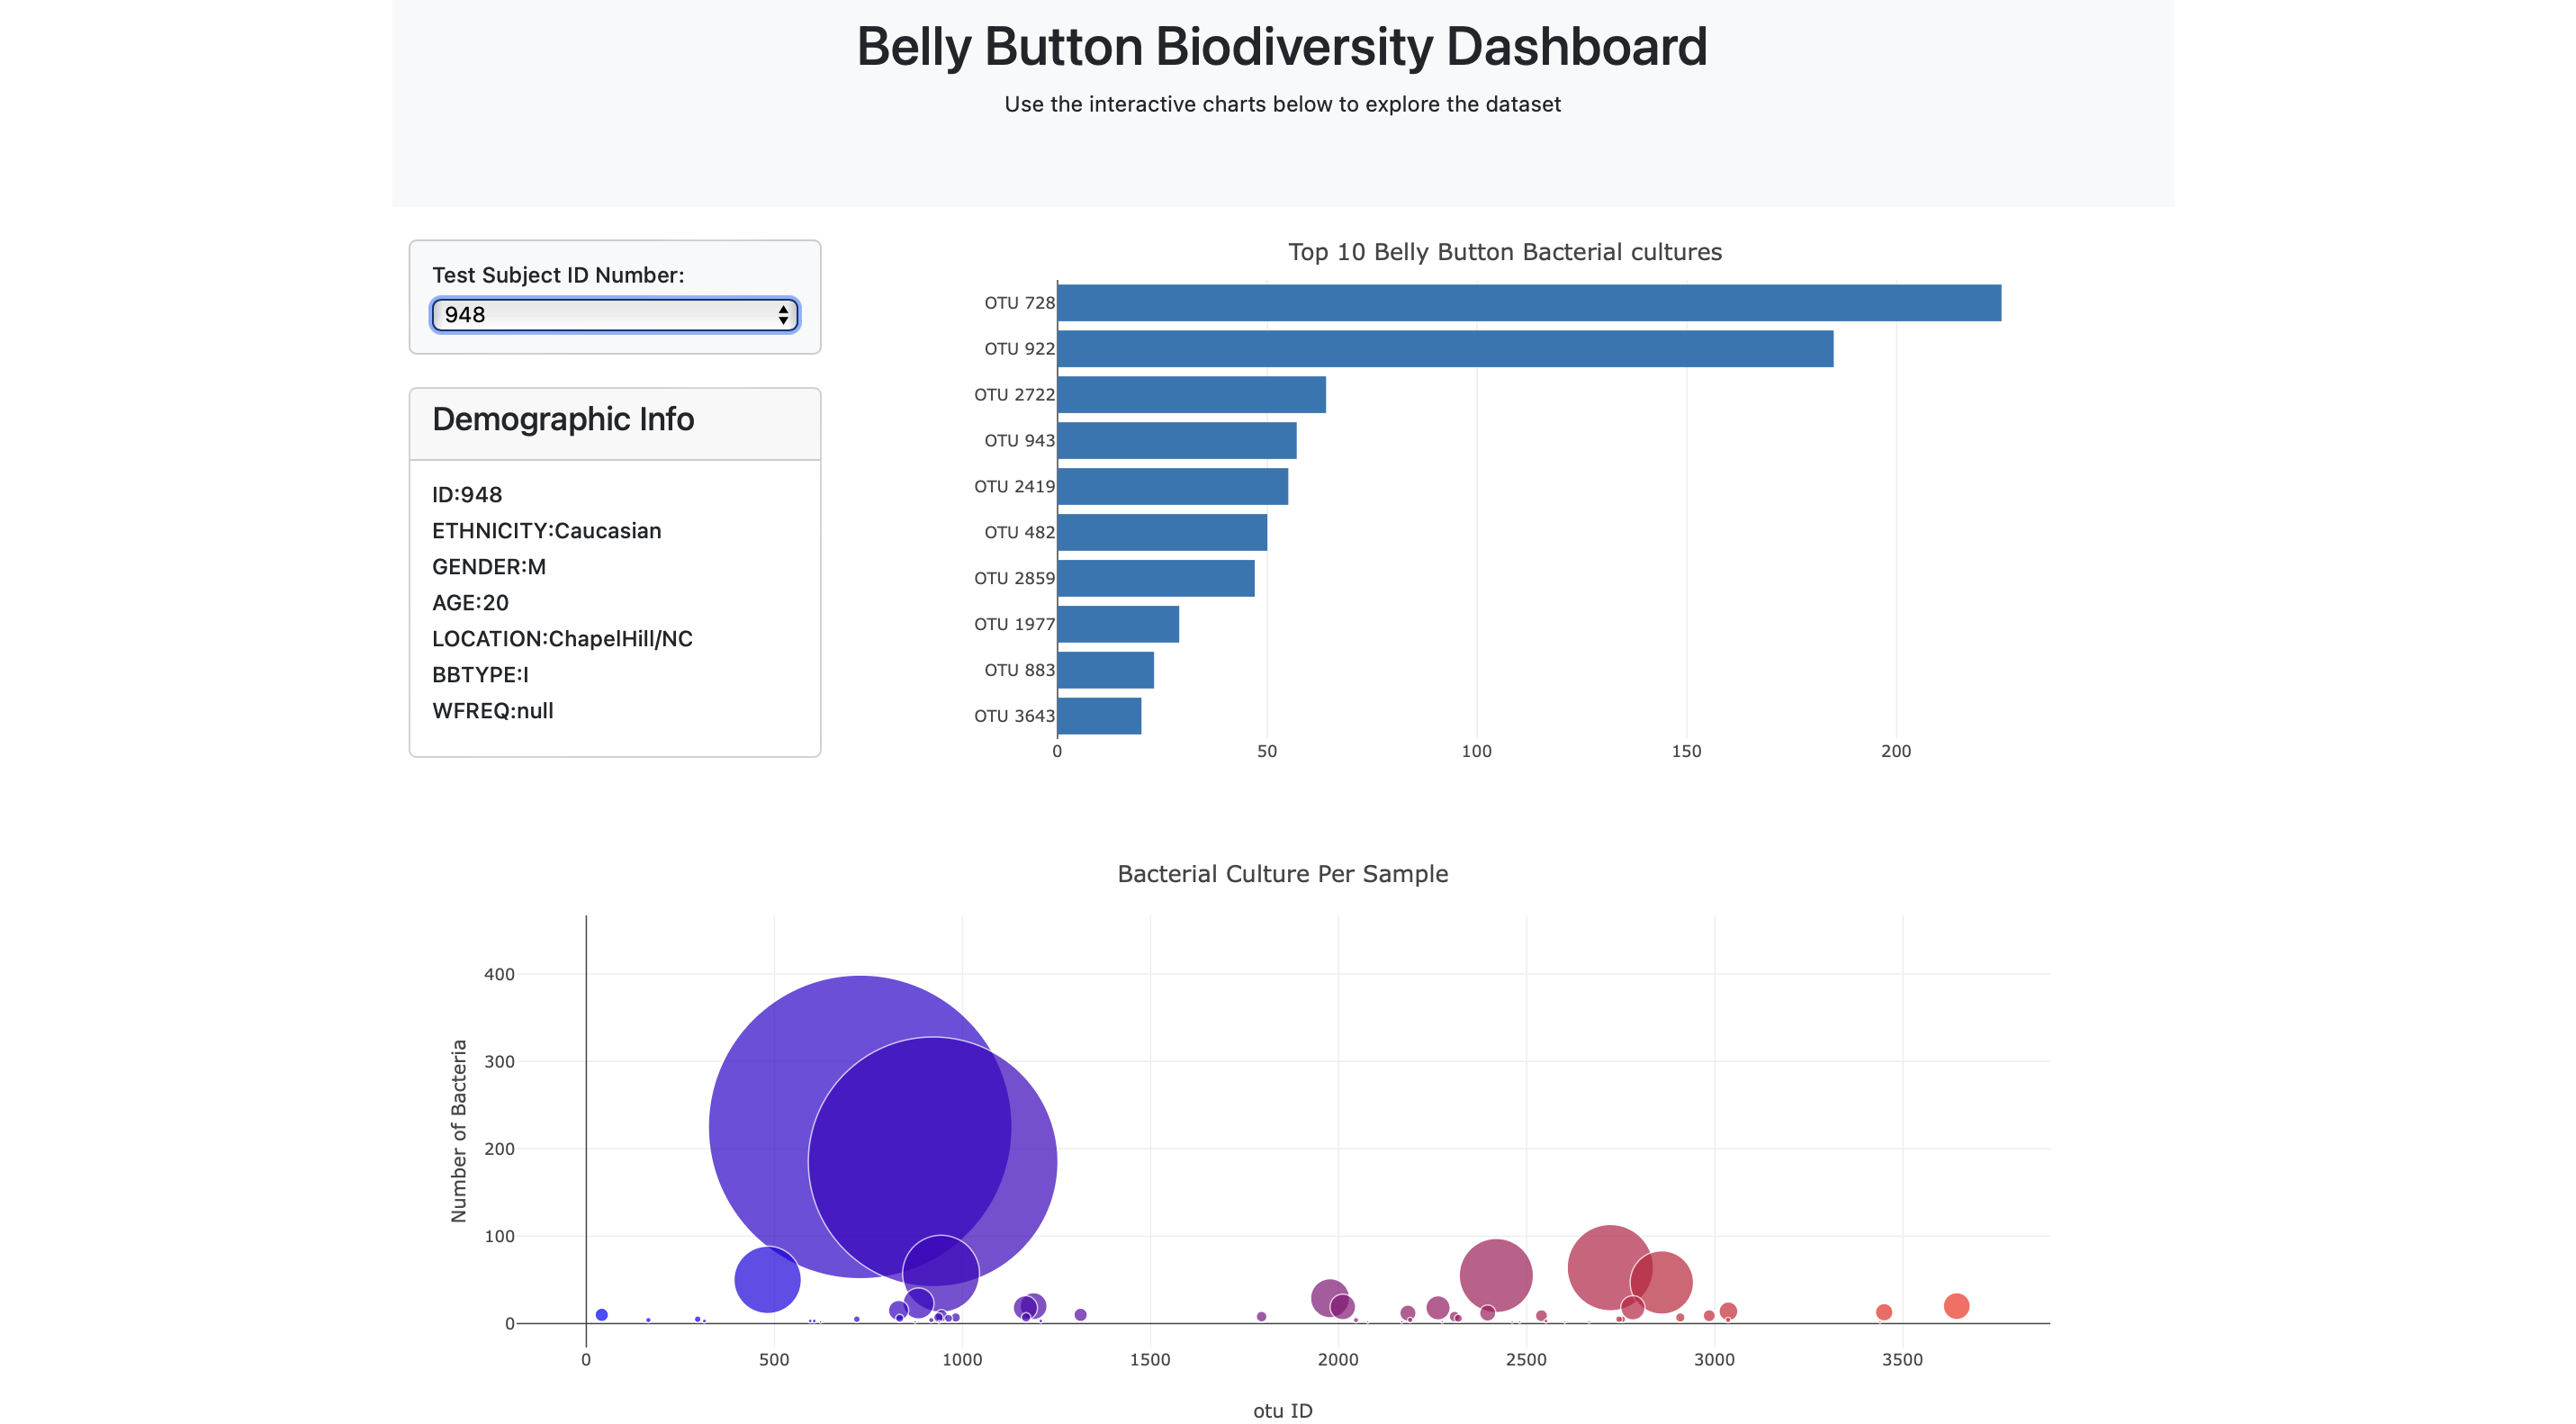 Belly Button Biodiversity Dashboard
Use the interactive charts below to explore the dataset
Test Subject ID Number:
948
Demographic Info
ID:948
ETHNICITY:Caucasian
GENDER:M
AGE:20
LOCATION:ChapelHill/NC
BBTYPE:I
WFREQ:null
Top 10 Belly Button Bacterial cultures
OTU 728
OTU 922
OTU 2722
OTU 943
OTU 2419
OTU 482
OTU 2859
OTU 1977
OTU 883
OTU 3643
0 50 100 150 200
Bacterial Culture Per Sample
Number of Bacteria
400
300
200
100
0
0 500 1000 1500 2000 2500 3000 3500
otu ID